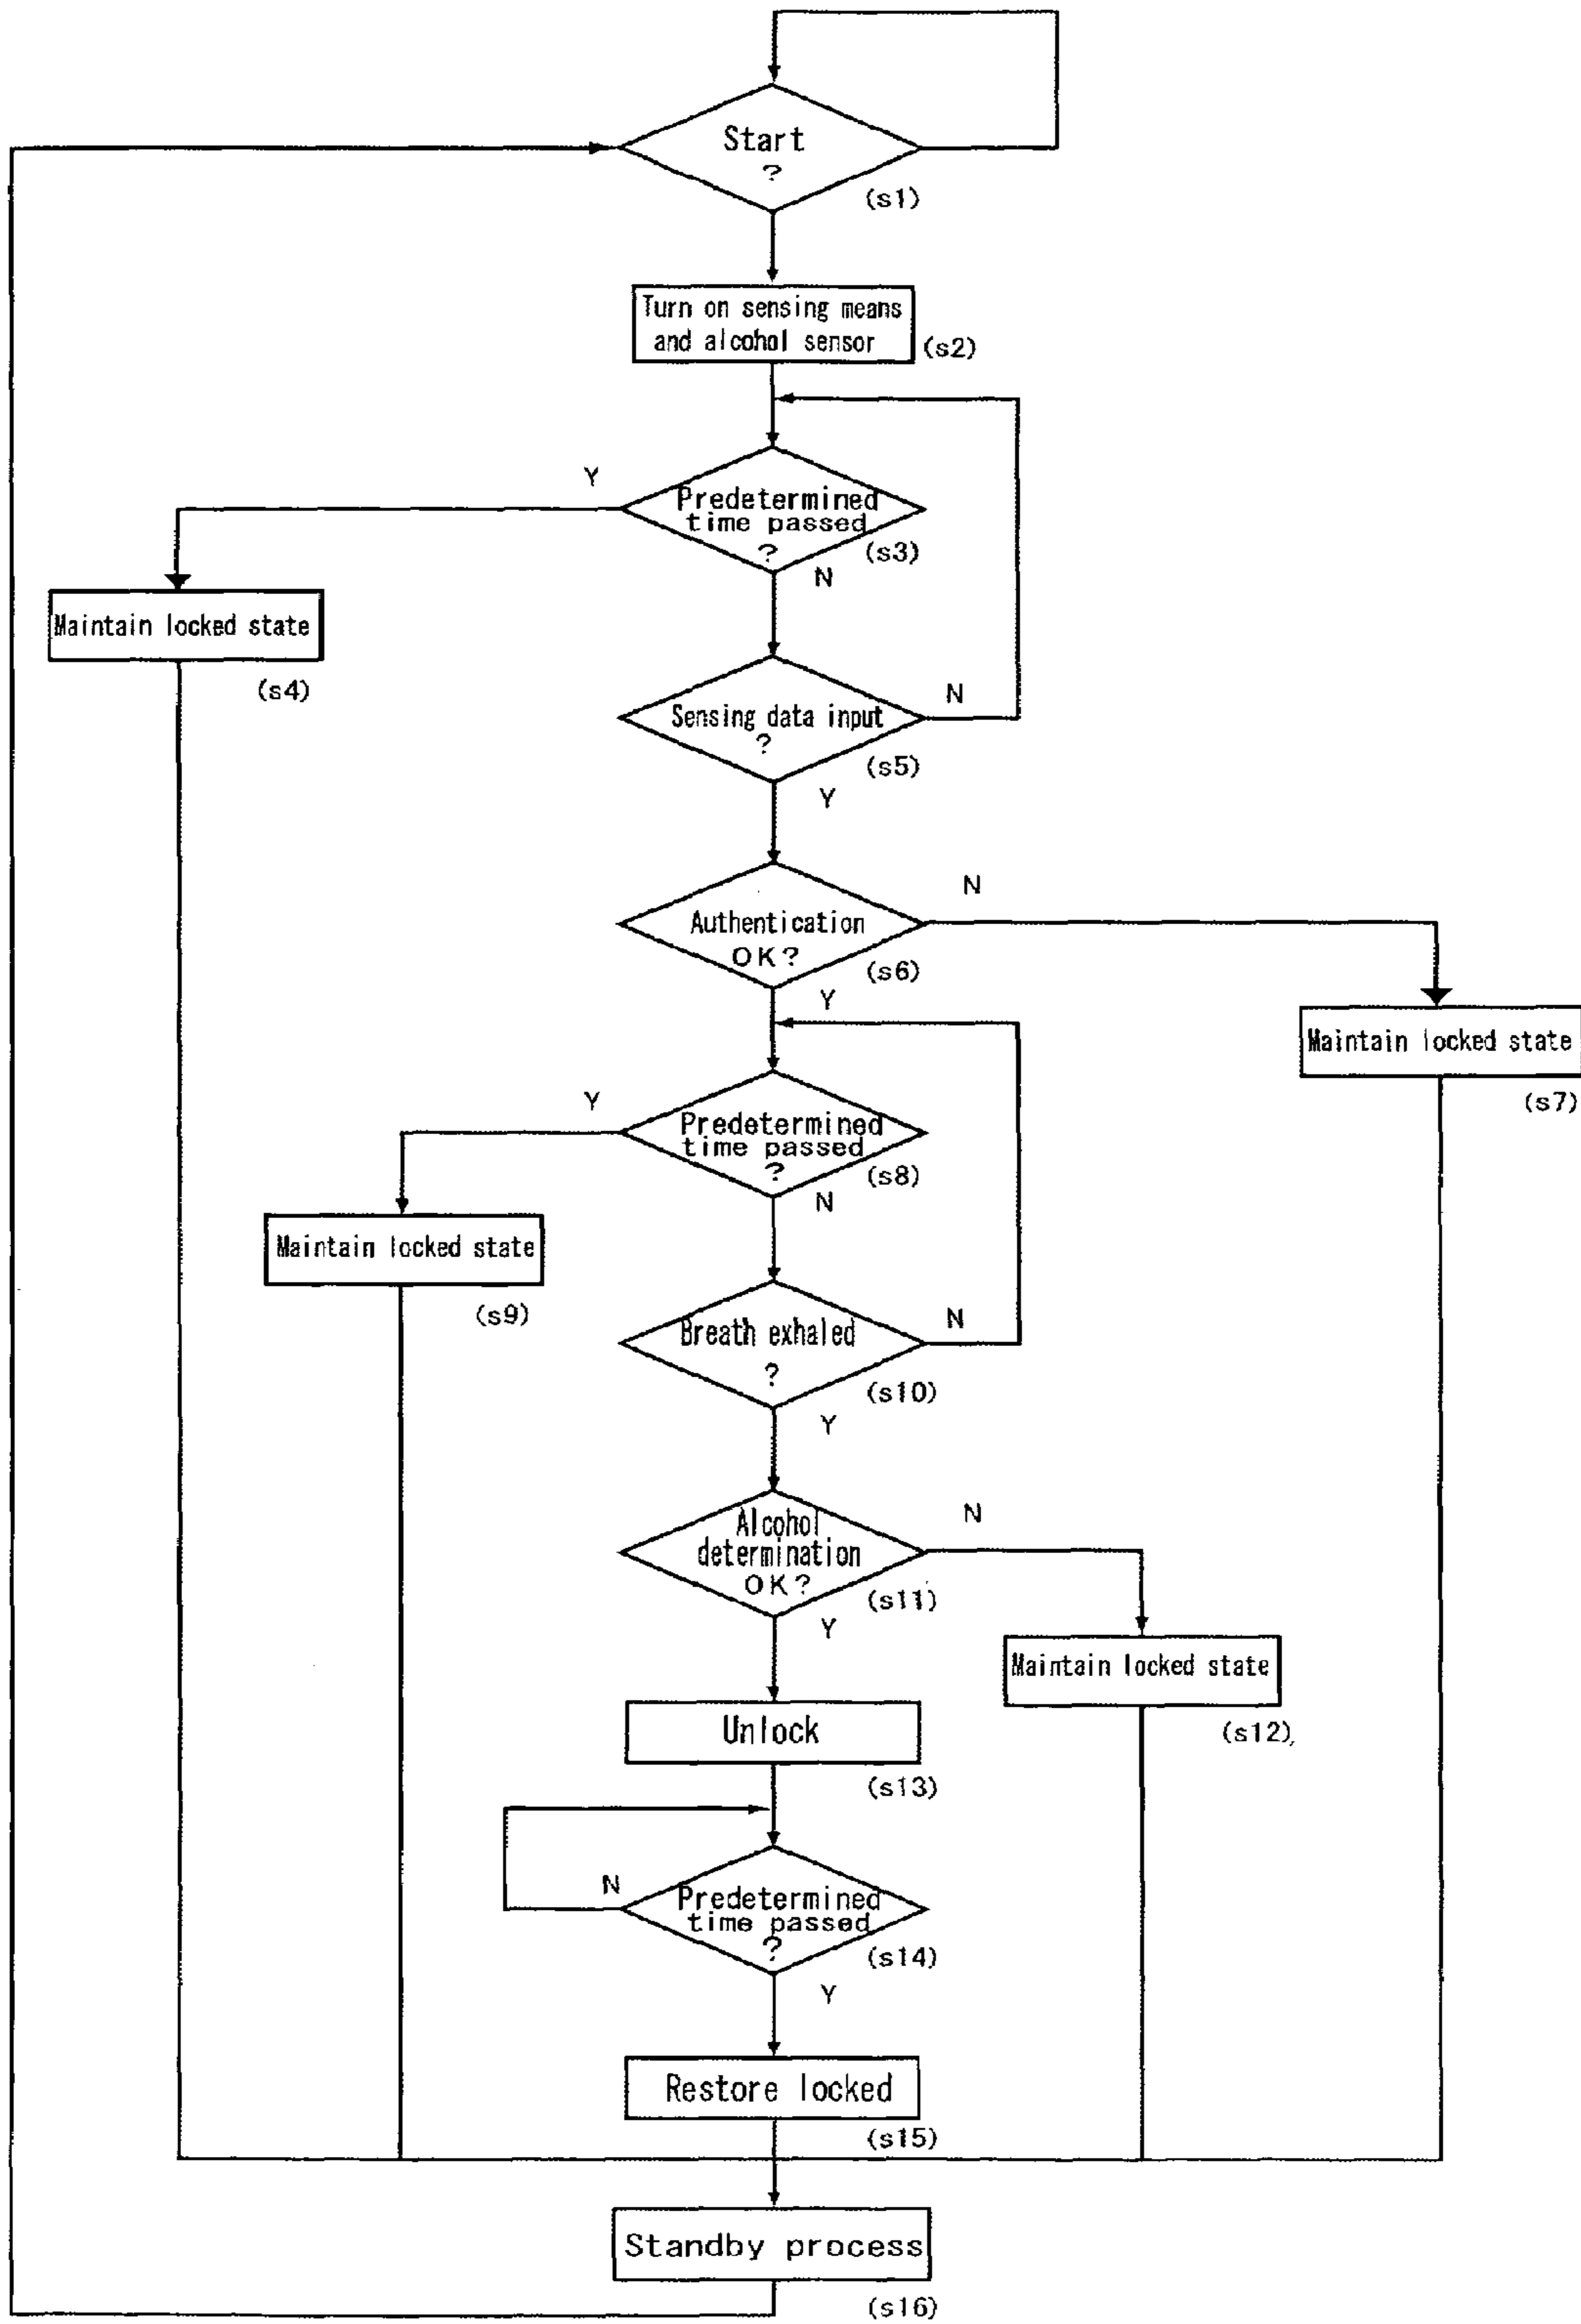 Start
?
(s1)
Turn on sensing means
and alcohol sensor
(s2)
Y
Predetermined
time passed
?
(s3)
N
Maintain locked state
(s4)
Sensing data input
?
N
(s5)
Y
Authentication
OK?
N
(s6)
Y
Maintain locked state
(s7)
Y
Predetermined
time passed
?
(s8)
N
Maintain locked state
(s9)
Breath exhaled
?
N
(s10)
Y
Alcohol
determination
OK?
N
(s11)
Y
Maintain locked state
(s12)
Unlock
(s13)
N
Predetermined
time passed
?
(s14)
Y
Restore locked
(s15)
Standby process
(s16)